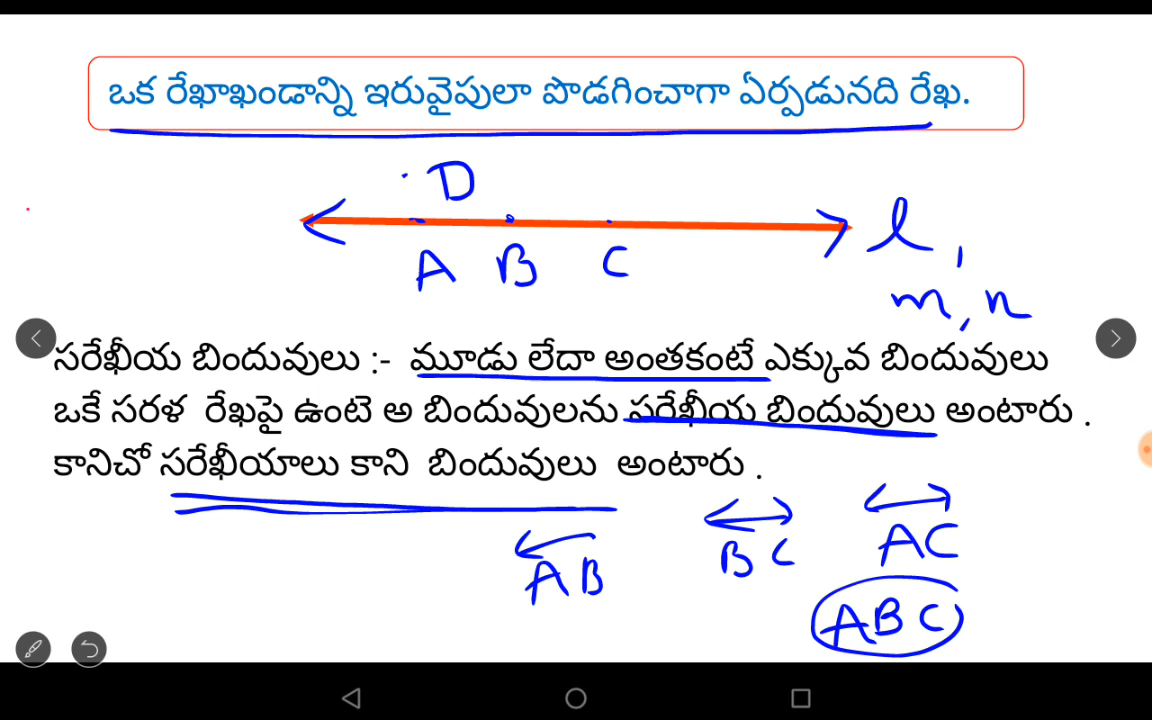 ఒక రేఖాఖండాన్ని ఇరువైపులా పొడగించాగా ఏర్పడునది రేఖ.
D
A B C
l,
m, n
సరేఖీయ బిందువులు :- మూడు లేదా అంతకంటే ఎక్కువ బిందువులు
ఒకే సరళ రేఖపై ఉంటె అ బిందువులను సరేఖీయ బిందువులు అంటారు .
కానిచో సరేఖీయాలు కాని బిందువులు అంటారు .
AB BC AC
ABC